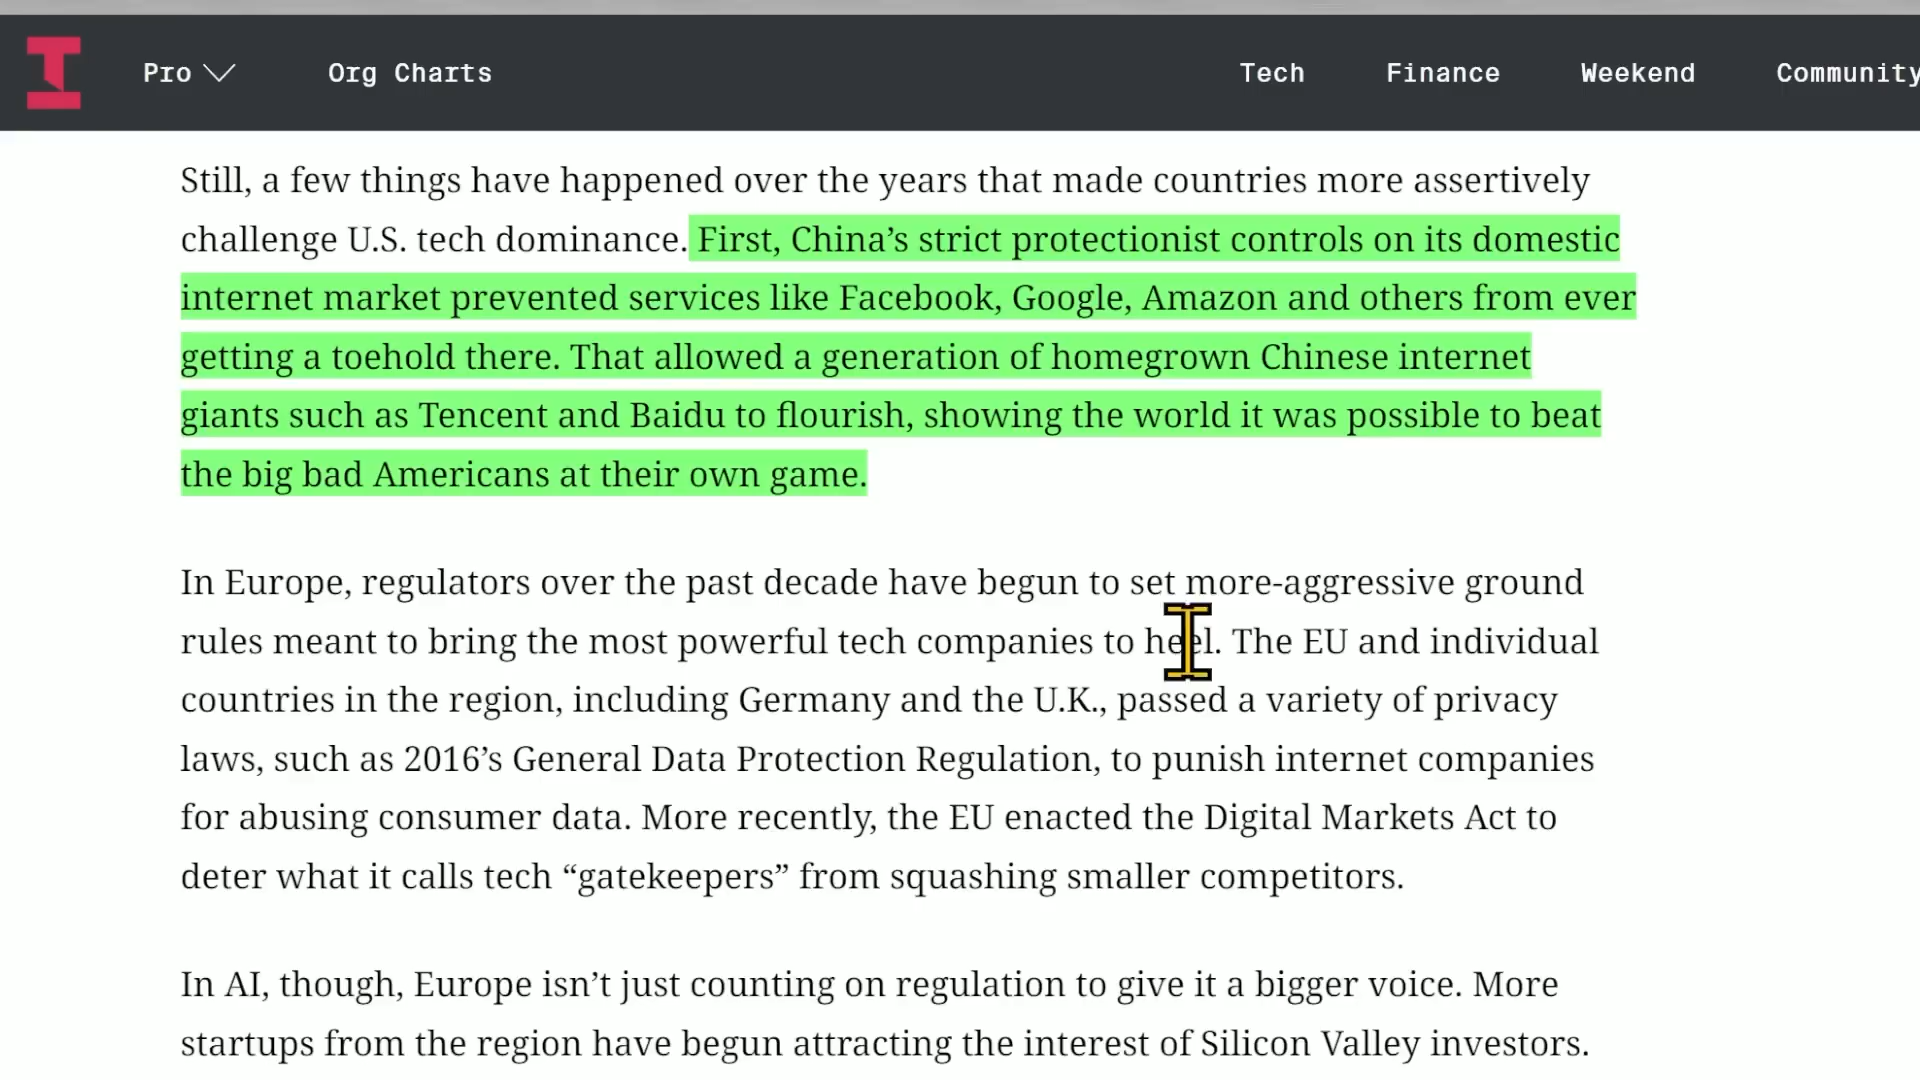 Pro
Org Charts
Tech
Finance
Weekend
Community
Still, a few things have happened over the years that made countries more assertively
challenge U.S. tech dominance. First, China’s strict protectionist controls on its domestic
internet market prevented services like Facebook, Google, Amazon and others from ever
getting a toehold there. That allowed a generation of homegrown Chinese internet
giants such as Tencent and Baidu to flourish, showing the world it was possible to beat
the big bad Americans at their own game.
In Europe, regulators over the past decade have begun to set more-aggressive ground
rules meant to bring the most powerful tech companies to heel. The EU and individual
countries in the region, including Germany and the U.K., passed a variety of privacy
laws, such as 2016’s General Data Protection Regulation, to punish internet companies
for abusing consumer data. More recently, the EU enacted the Digital Markets Act to
deter what it calls tech “gatekeepers” from squashing smaller competitors.
In AI, though, Europe isn’t just counting on regulation to give it a bigger voice. More
startups from the region have begun attracting the interest of Silicon Valley investors.